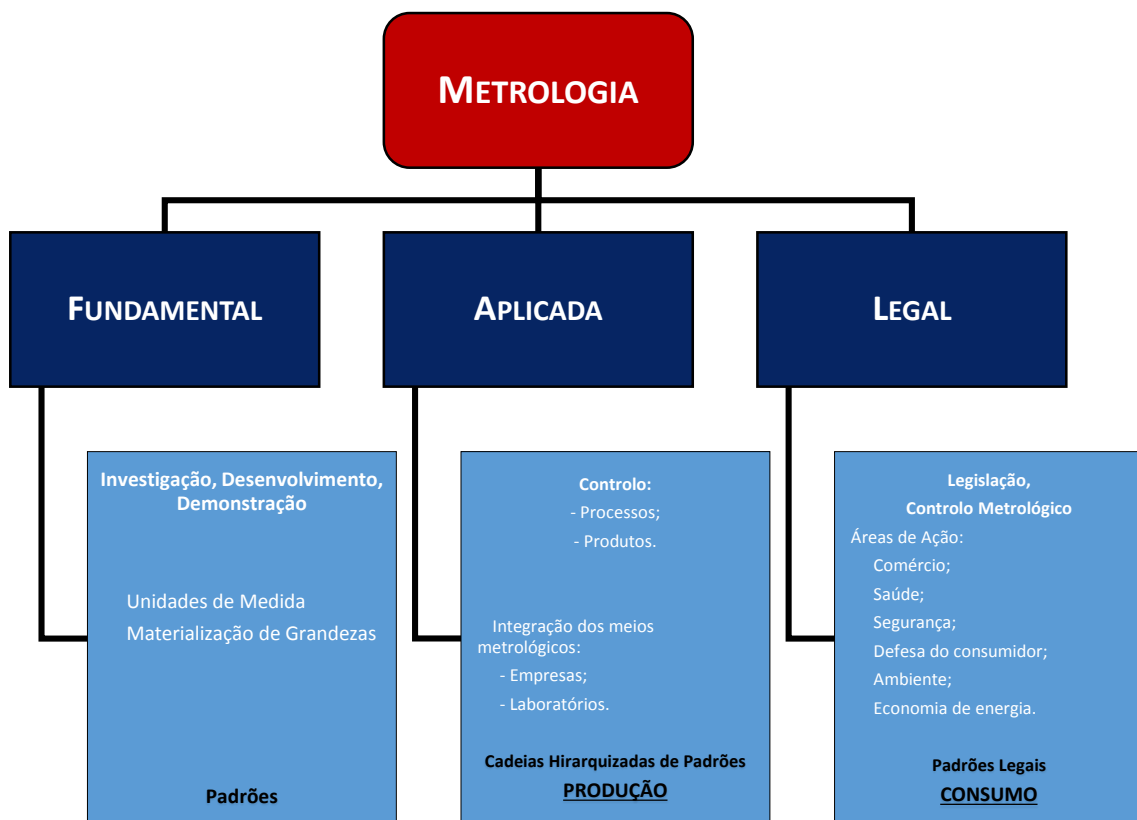 METROLOGIA
FUNDAMENTAL
APLICADA
LEGAL
Investigação, Desenvolvimento,
Demonstração
Unidades de Medida
Materialização de Grandezas
Padrões
Controlo:
- Processos;
- Produtos.
Integração dos meios
metrológicos:
- Empresas;
- Laboratórios.
Cadeias Hirarquizadas de Padrões
PRODUÇÃO
Legislação,
Controlo Metrológico
Áreas de Ação:
Comércio;
Saúde;
Segurança;
Defesa do consumidor;
Ambiente;
Economia de energia.
Padrões Legais
CONSUMO